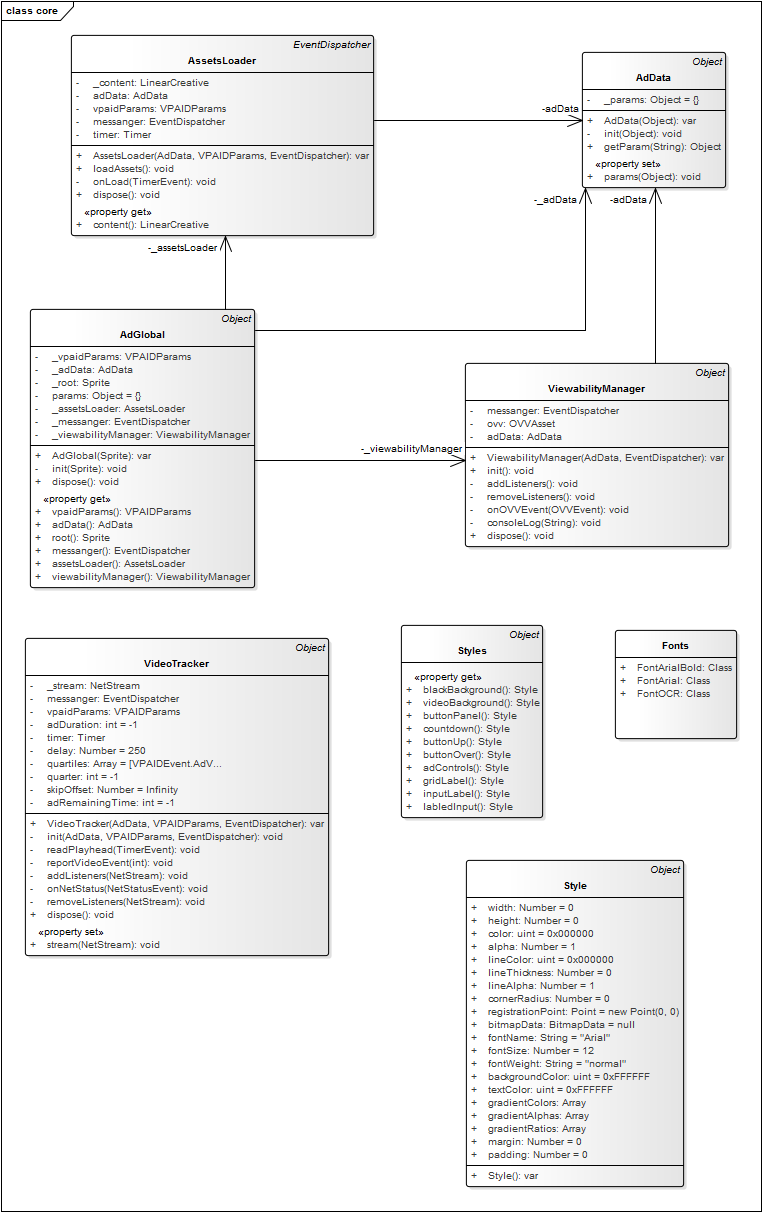 class core
EventDispatcher
AssetsLoader
- _content: LinearCreative
- adData: AdData
- vpaidParams: VPAIDParams
- messanger: EventDispatcher
- timer: Timer
+ AssetsLoader(AdData, VPAIDParams, EventDispatcher): var
+ loadAssets(): void
- onLoad(TimerEvent): void
+ dispose(): void
«property get»
+ content(): LinearCreative
-adData
Object
AdData
- _params: Object = {}
+ AdData(Object): var
- init(Object): void
+ getParam(String): Object
«property set»
+ params(Object): void
-_adData
-adData
-_assetsLoader
Object
AdGlobal
- _vpaidParams: VPAIDParams
- _adData: AdData
- _root: Sprite
- params: Object = {}
- _assetsLoader: AssetsLoader
- _messanger: EventDispatcher
- _viewabilityManager: ViewabilityManager
+ AdGlobal(Sprite): var
- init(Sprite): void
+ dispose(): void
«property get»
+ vpaidParams(): VPAIDParams
+ adData(): AdData
+ root(): Sprite
+ messanger(): EventDispatcher
+ assetsLoader(): AssetsLoader
+ viewabilityManager(): ViewabilityManager
-_viewabilityManager
Object
ViewabilityManager
- messanger: EventDispatcher
- ovv: OVVAsset
- adData: AdData
+ ViewabilityManager(AdData, EventDispatcher): var
+ init(): void
- addListeners(): void
- removeListeners(): void
- onOVVEvent(OVVEvent): void
- consoleLog(String): void
+ dispose(): void
Object
VideoTracker
- _stream: NetStream
- messanger: EventDispatcher
- vpaidParams: VPAIDParams
- adDuration: int = -1
- timer: Timer
- delay: Number = 250
- quartiles: Array = [VPAIDEvent.AdV...
- quarter: int = -1
- skipOffset: Number = Infinity
- adRemainingTime: int = -1
+ VideoTracker(AdData, VPAIDParams, EventDispatcher): var
- init(AdData, VPAIDParams, EventDispatcher): void
- readPlayhead(TimerEvent): void
- reportVideoEvent(int): void
- addListeners(NetStream): void
- onNetStatus(NetStatusEvent): void
- removeListeners(NetStream): void
+ dispose(): void
«property set»
+ stream(NetStream): void
Object
Styles
«property get»
+ blackBackground(): Style
+ videoBackground(): Style
+ buttonPanel(): Style
+ countdown(): Style
+ buttonUp(): Style
+ buttonOver(): Style
+ adControls(): Style
+ gridLabel(): Style
+ inputLabel(): Style
+ labledInput(): Style
Fonts
+ FontArialBold: Class
+ FontArial: Class
+ FontOCR: Class
Object
Style
+ width: Number = 0
+ height: Number = 0
+ color: uint = 0x000000
+ alpha: Number = 1
+ lineColor: uint = 0x000000
+ lineThickness: Number = 0
+ lineAlpha: Number = 1
+ cornerRadius: Number = 0
+ registrationPoint: Point = new Point(0, 0)
+ bitmapData: BitmapData = null
+ fontName: String = "Arial"
+ fontSize: Number = 12
+ fontWeight: String = "normal"
+ backgroundColor: uint = 0xFFFFFF
+ textColor: uint = 0xFFFFFF
+ gradientColors: Array
+ gradientAlphas: Array
+ gradientRatios: Array
+ margin: Number = 0
+ padding: Number = 0
+ Style(): var